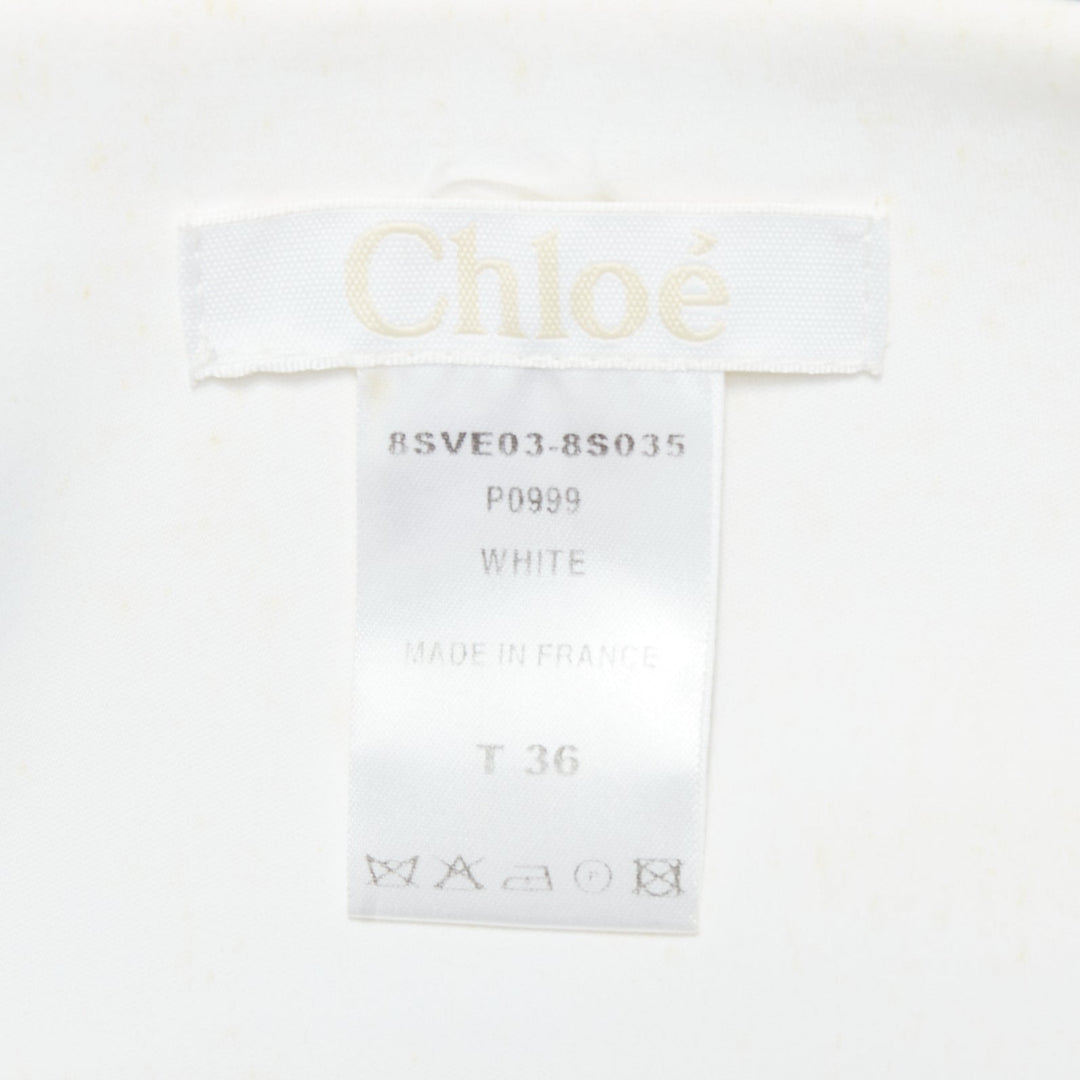 Chloé
8SVE03-8S035
P0999
WHITE
MADE IN FRANCE
T 36
P